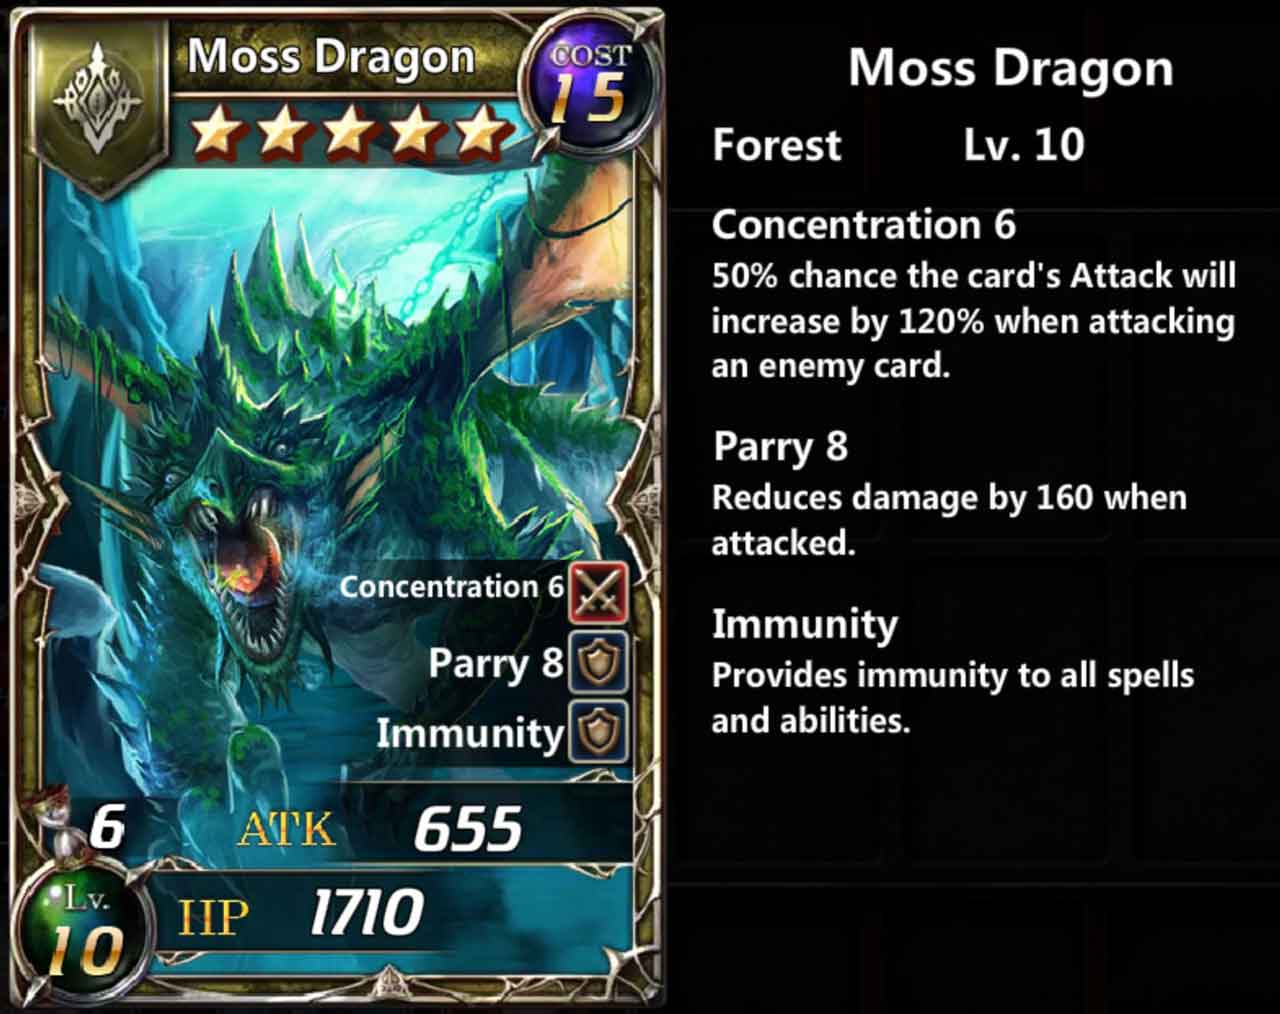 Moss Dragon
COST
15
Concentration 6
Parry 8
Immunity
6
ATK 655
Lv.
10
HP 1710
Moss Dragon
Forest Lv. 10
Concentration 6
50% chance the card's Attack will
increase by 120% when attacking
an enemy card.
Parry 8
Reduces damage by 160 when
attacked.
Immunity
Provides immunity to all spells
and abilities.